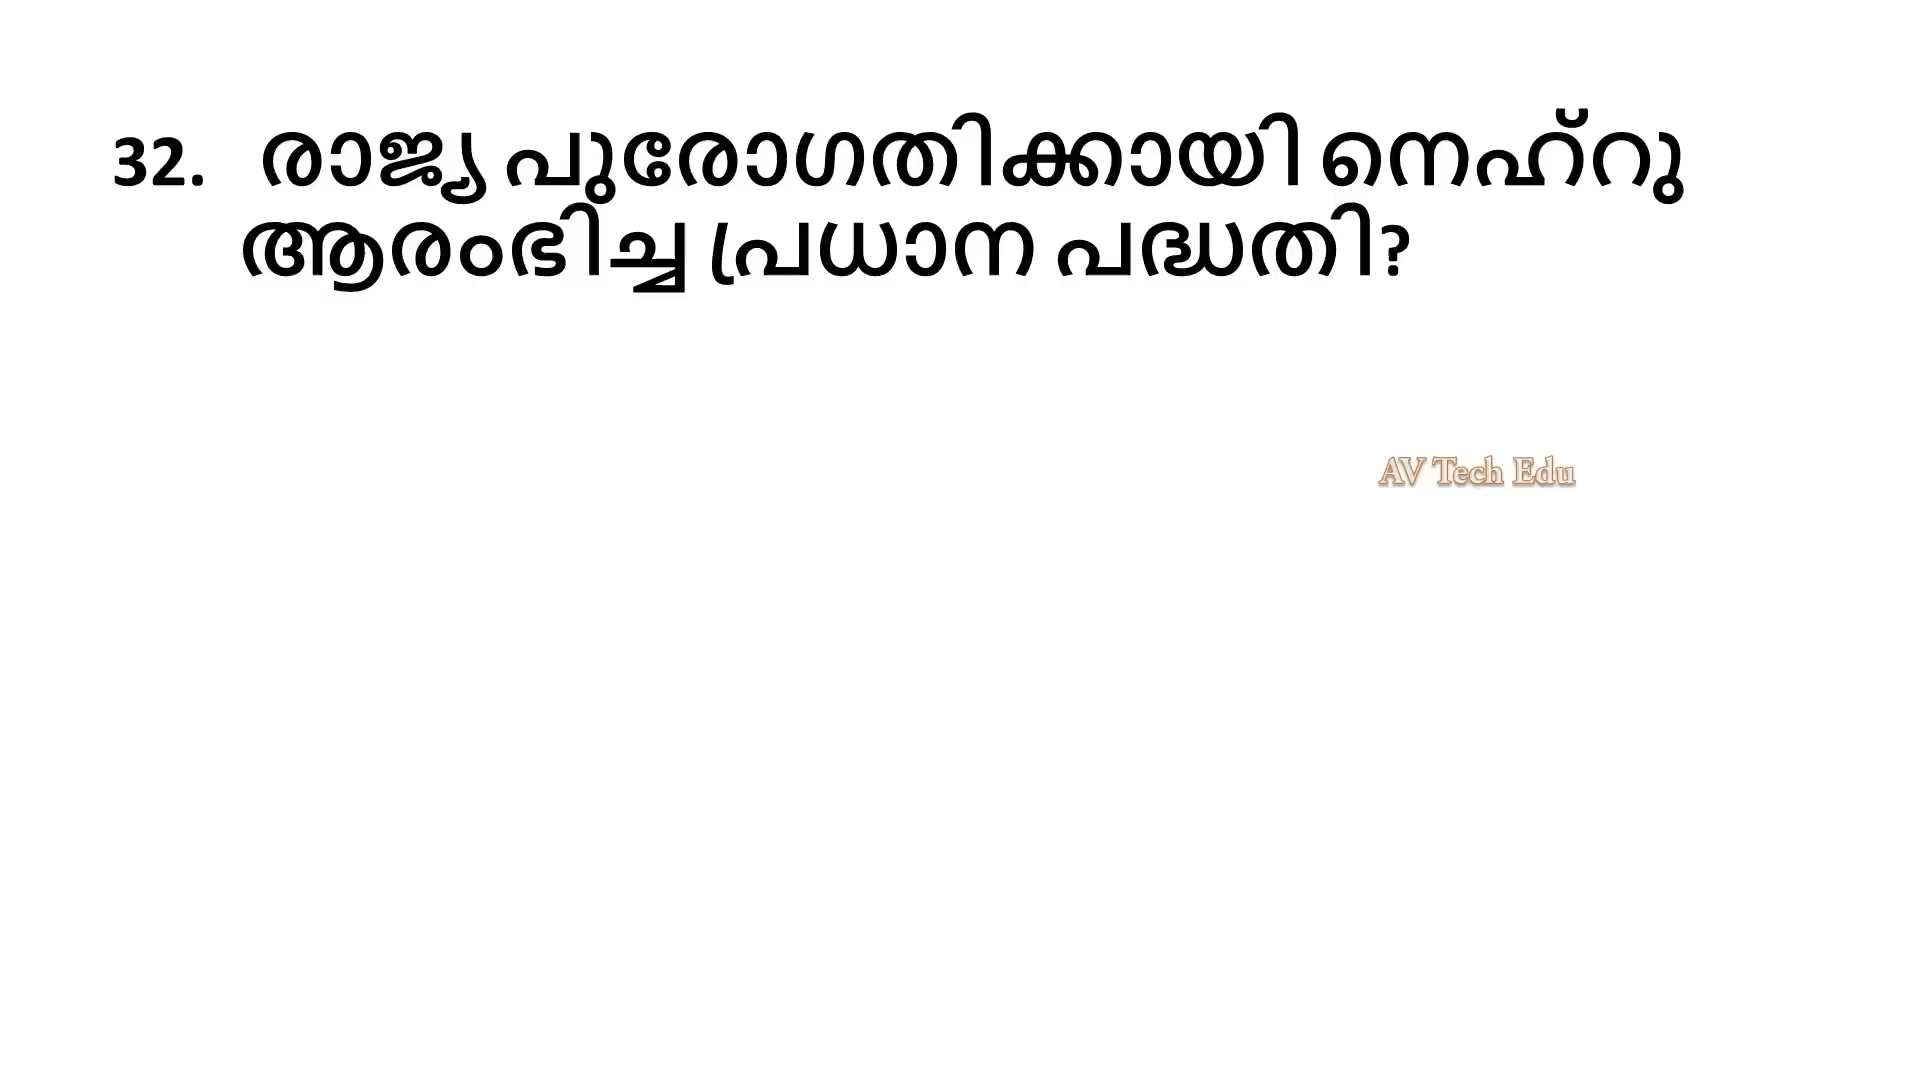 32. രാജ്യ പുരോഗതിക്കായി നെഹ്റു
ആരംഭിച്ച പ്രധാന പദ്ധതി?
AV Tech Edu